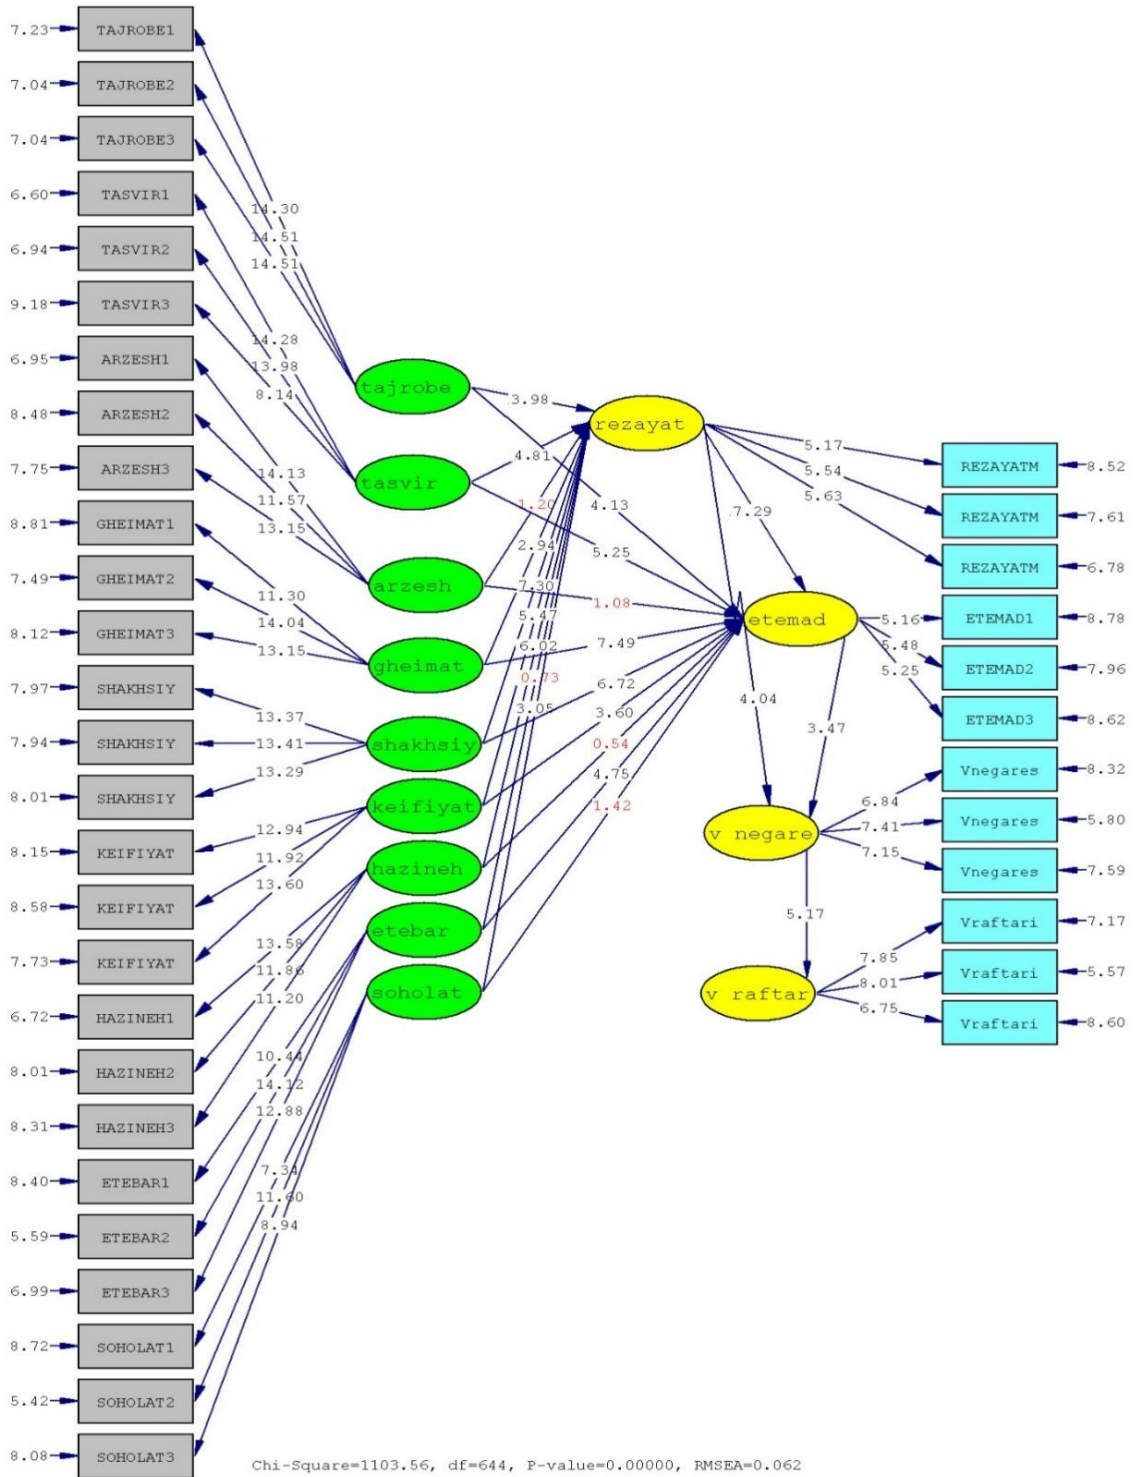 7.23 TAJROBE1
7.04 TAJROBE2
7.04 TAJROBE3
6.60 TASVIR1
6.94 TASVIR2
9.18 TASVIR3
6.95 ARZESH1
8.48 ARZESH2
7.75 ARZESH3
8.81 GHEIMAT1
7.49 GHEIMAT2
8.12 GHEIMAT3
7.97 SHAKHSIY
7.94 SHAKHSIY
8.01 SHAKHSIY
8.15 KEIFIYAT
8.58 KEIFIYAT
7.73 KEIFIYAT
6.72 HAZINEH1
8.01 HAZINEH2
8.31 HAZINEH3
8.40 ETEBAR1
5.59 ETEBAR2
6.99 ETEBAR3
8.72 SOHOLAT1
5.42 SOHOLAT2
8.08 SOHOLAT3
14.30
14.51
14.51
14.28
13.98
8.14
14.13
11.57
13.15
11.30
14.04
13.15
13.37
13.41
13.29
12.94
11.92
13.60
13.58
11.86
11.20
10.44
14.12
12.88
7.34
11.60
8.94
tajrobe
tasvir
arzesh
gheimat
shakhsiy
keifiyat
hazineh
etebar
soholat
3.98
4.81
1.20
2.94
7.30
5.47
6.02
0.73
3.05
4.13
5.25
1.08
7.49
6.72
3.60
0.54
4.75
1.42
rezayat
etemad
v negare
v raftar
7.29
4.04
3.47
5.17
5.17
5.54
5.63
5.16
5.48
5.25
6.84
7.41
7.15
7.85
8.01
6.75
REZAYATM 8.52
REZAYATM 7.61
REZAYATM 6.78
ETEMAD1 8.78
ETEMAD2 7.96
ETEMAD3 8.62
Vnegares 8.32
Vnegares 5.80
Vnegares 7.59
Vraftari 7.17
Vraftari 5.57
Vraftari 8.60
Chi-Square=1103.56, df=644, P-value=0.00000, RMSEA=0.062